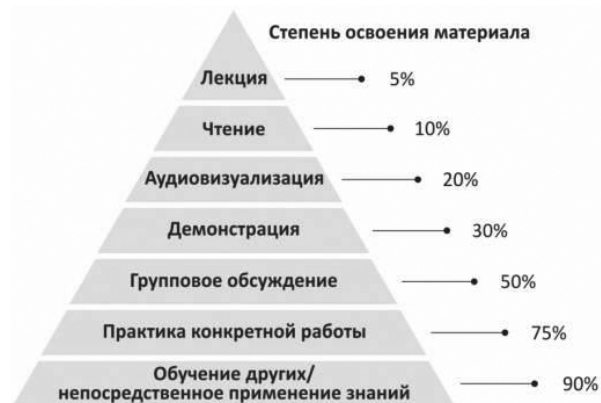 Степень освоения материала
Лекция 5%
Чтение 10%
Аудиовизуализация 20%
Демонстрация 30%
Групповое обсуждение 50%
Практика конкретной работы 75%
Обучение других/
непосредственное применение знаний 90%